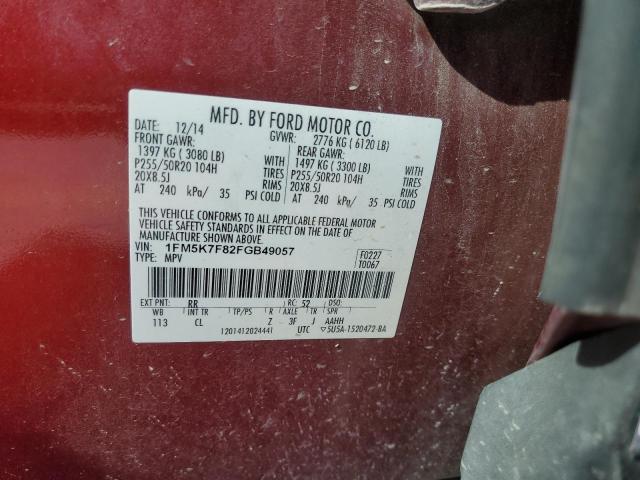 MFD. BY FORD MOTOR CO.
DATE: 12/14 GVWR: 2776 KG ( 6120 LB)
FRONT GAWR: REAR GAWR:
1397 KG ( 3080 LB) 1497 KG ( 3300 LB)
P255/50R20 104H TIRES P255/50R20 104H TIRES
20X8.5J RIMS 20X8.5J RIMS
AT 240 kPa/ 35 PSI COLD AT 240 kPa/ 35 PSI COLD
THIS VEHICLE CONFORMS TO ALL APPLICABLE FEDERAL MOTOR
VEHICLE SAFETY STANDARDS IN EFFECT ON THE DATE OF
MANUFACTURE SHOWN ABOVE.
VIN: 1FM5K7F82FGB49057 F0227
TYPE: MPV T0067
EXT PNT: RR RC: 52 DSO:
WB INT TR TP/PS R AXLE TR SPR
113 CL Z 3F J AAHH
1201412024441 UTC ▽5U5A-1520472-BA